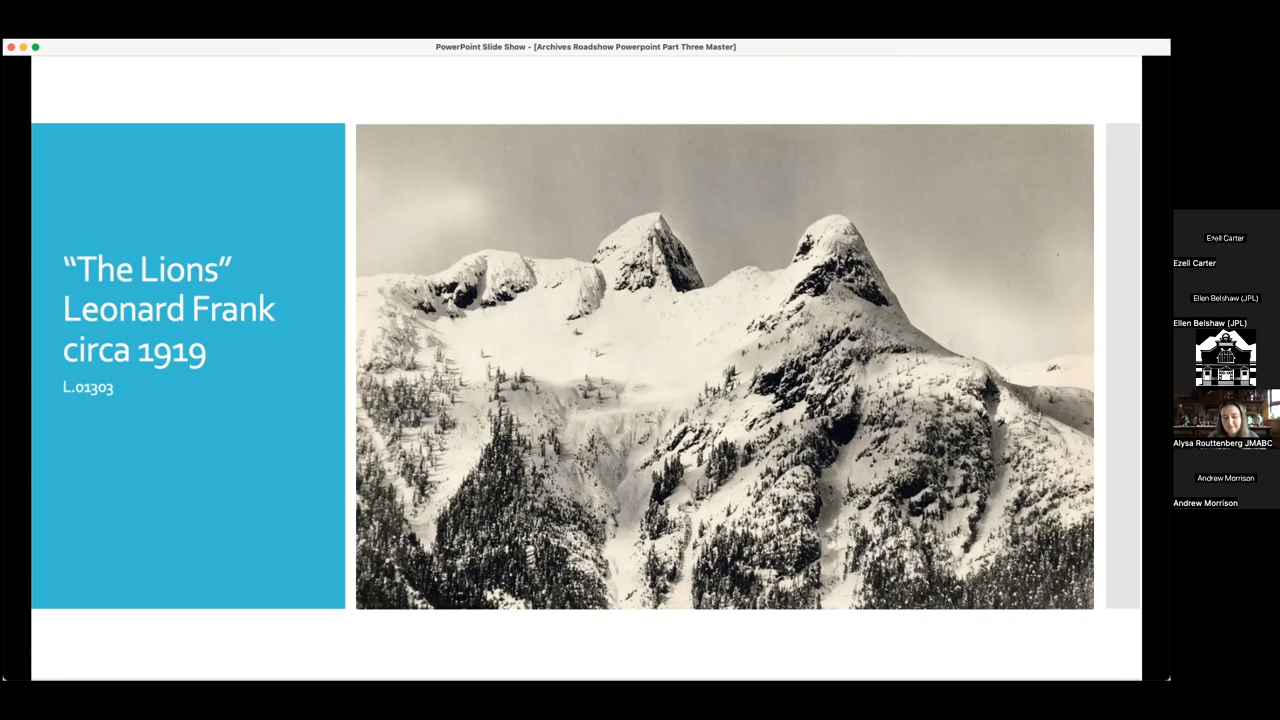 PowerPoint Slide Show - [Archives Roadshow Powerpoint Part Three Master]
“The Lions”
Leonard Frank
circa 1919
L.01303
Ezell Carter
Ezell Carter
Ellen Belshaw (JPL)
Ellen Belshaw (JPL)
Alysa Routtenberg JMABC
Andrew Morrison
Andrew Morrison